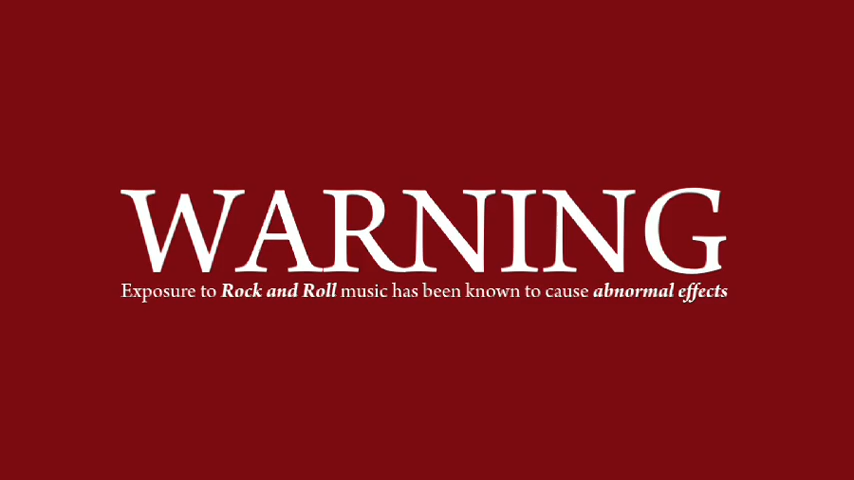 WARNING
Exposure to Rock and Roll music has been known to cause abnormal effects